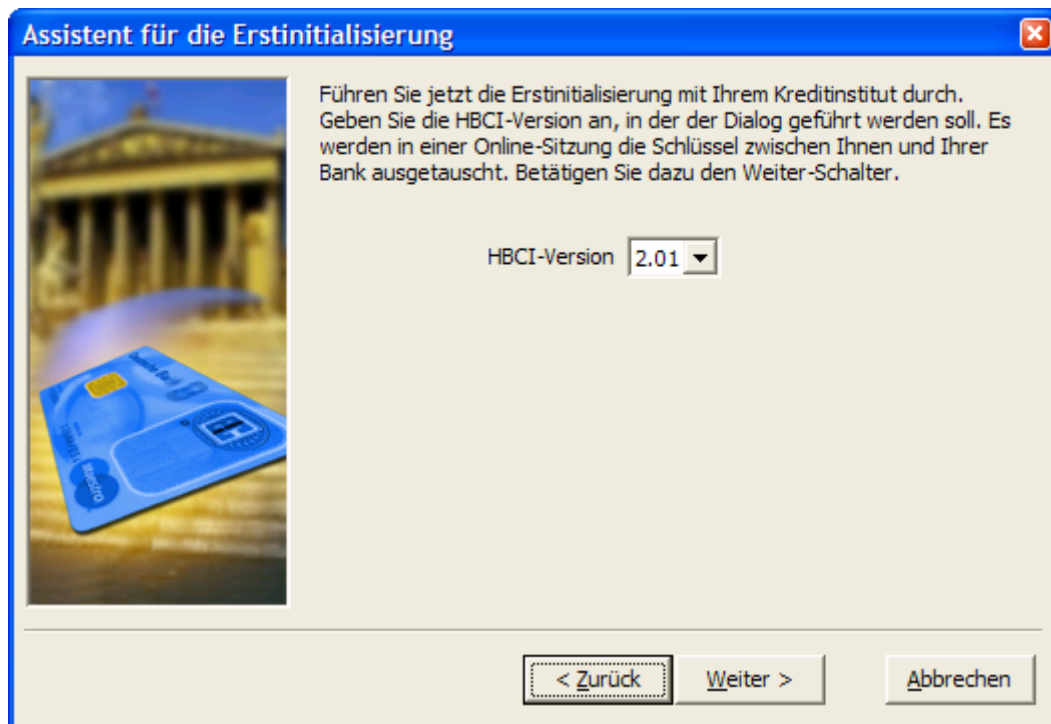 Assistent für die Erstinitialisierung
Führen Sie jetzt die Erstinitialisierung mit Ihrem Kreditinstitut durch.
Geben Sie die HBCI-Version an, in der der Dialog geführt werden soll. Es
werden in einer Online-Sitzung die Schlüssel zwischen Ihnen und Ihrer
Bank ausgetauscht. Betätigen Sie dazu den Weiter-Schalter.
HBCI-Version 2.01
Maestro
< Zurück Weiter > Abbrechen